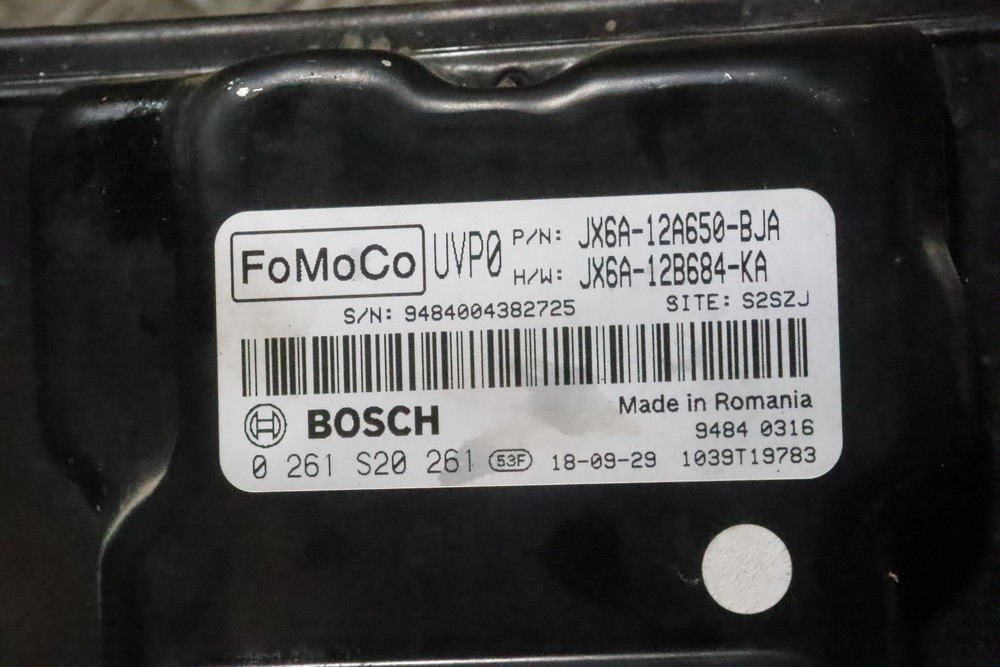 FoMoCo UVP0 P/N: JX6A-12A650-BJA
H/W: JX6A-12B684-KA
S/N: 9484004382725 SITE: S2SZJ
BOSCH Made in Romania
9484 0316
0 261 S20 261 53F 18-09-29 1039T19783